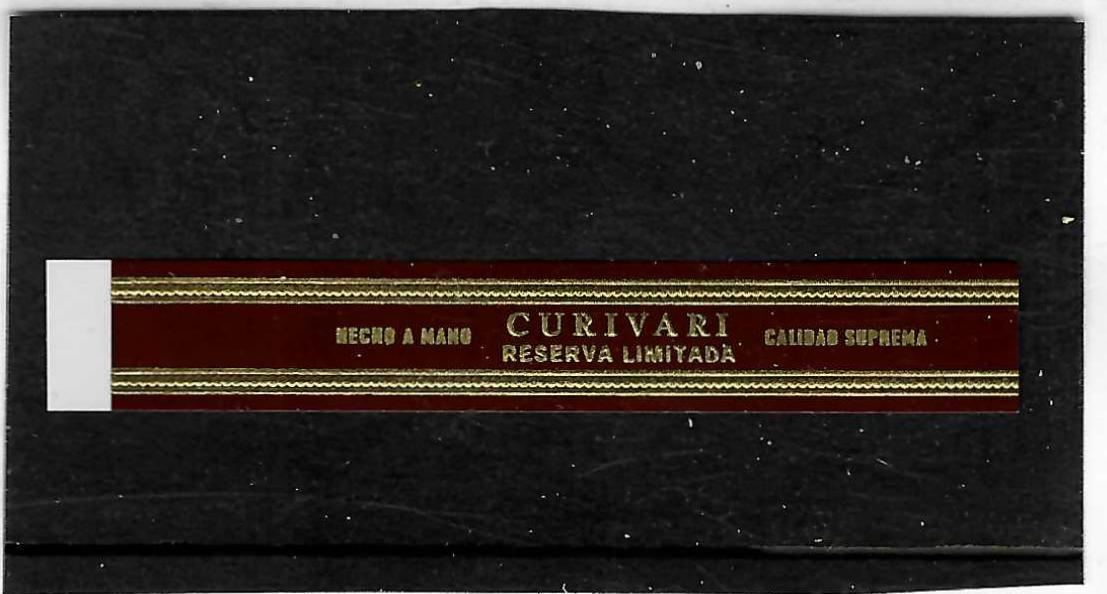 HECHO A MANO
CURIVARI
RESERVA LIMITADA
CALIDAD SUPREMA